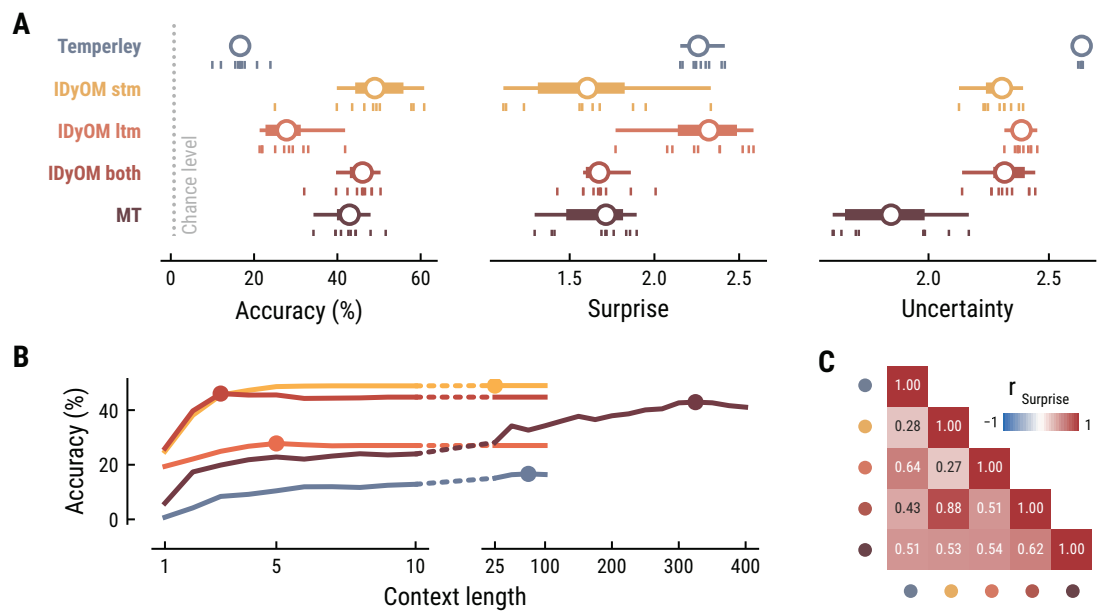 A
Temperley
IDyOM stm
IDyOM ltm
IDyOM both
MT
Chance level
0 20 40 60
Accuracy (%)
1.5 2.0 2.5
Surprise
2.0 2.5
Uncertainty
B
Accuracy (%)
40
20
0
1 5 10 25 100 200 300 400
Context length
C
r Surprise
-1 1
1.00
0.28 1.00
0.64 0.27 1.00
0.43 0.88 0.51 1.00
0.51 0.53 0.54 0.62 1.00